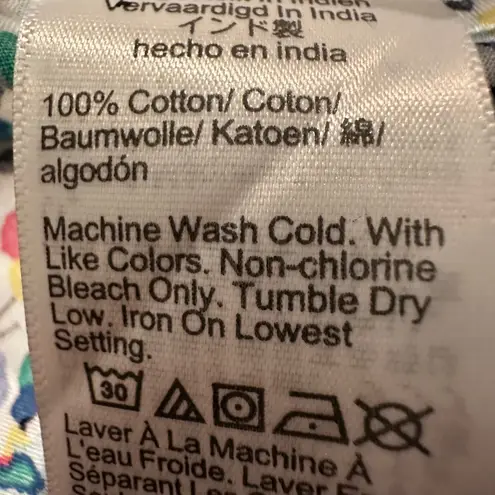 Vervaardigd In India
インド製
hecho en india
100% Cotton/ Coton/
Baumwolle/ Katoen/ 綿/
algodón
Machine Wash Cold. With
Like Colors. Non-chlorine
Bleach Only. Tumble Dry
Low. Iron On Lowest
Setting.
30
Laver À La Machine À
L'eau Froide. Laver
Séparant